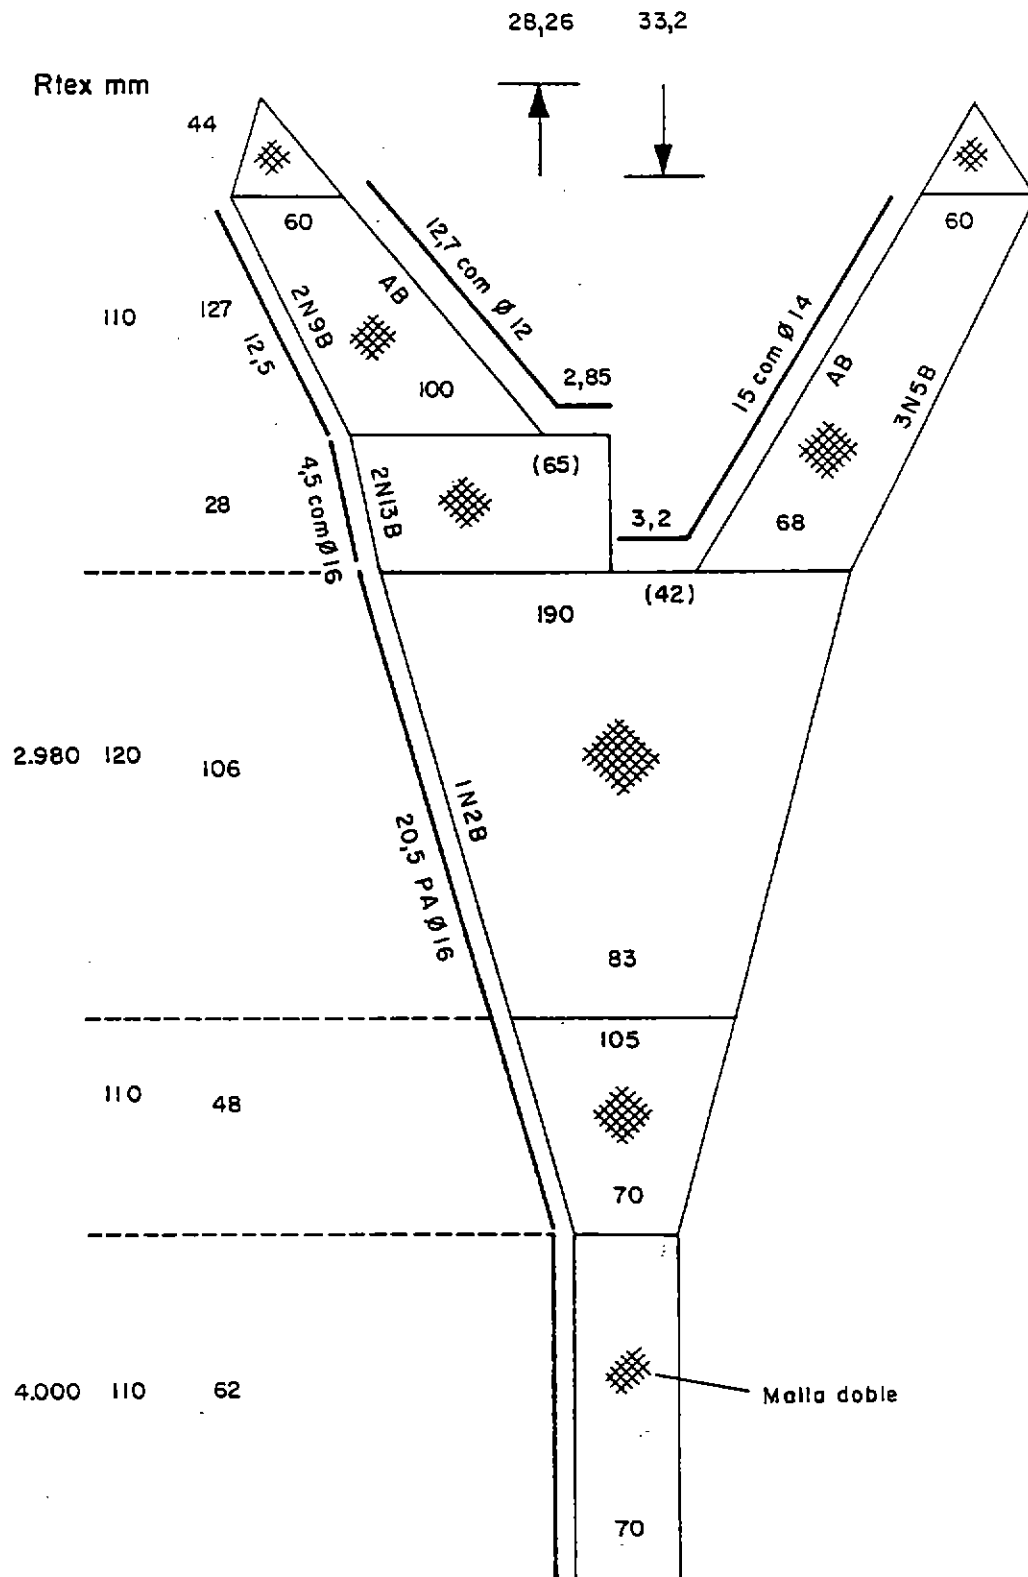 28,26 33,2
Rtex mm
44
60 60
12,7 com Ø 12
AB
2N9B
110 127
12,5
100
2,85
15 com Ø 14
AB
3N5B
(65)
4,5 com Ø 16
2N13B
28
3,2
68
(42)
190
2.980 120 106
1N2B
20,5 PA Ø 16
83
105
110 48
70
4.000 110 62
Malla doble
70